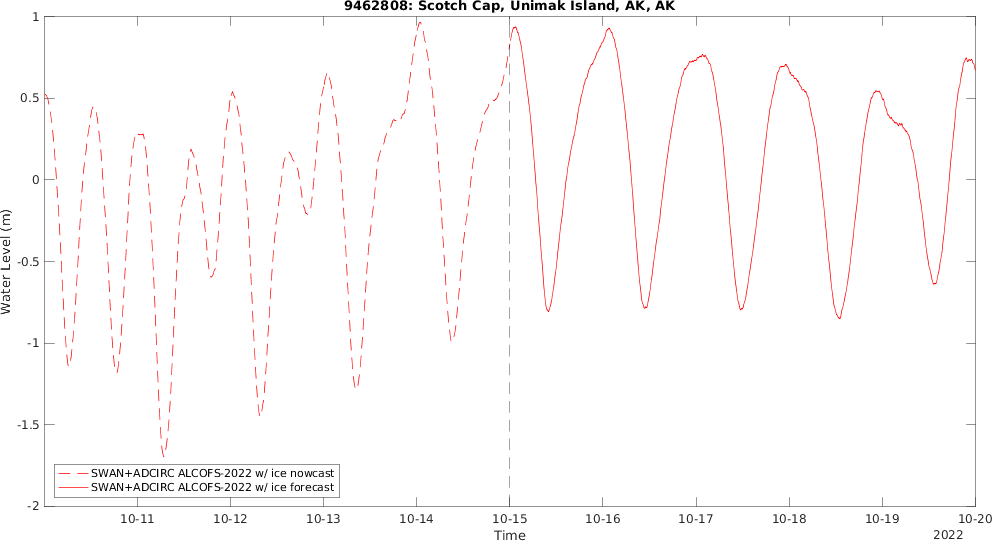 9462808: Scotch Cap, Unimak Island, AK, AK
1
0.5
0
-0.5
-1
-1.5
-2
Water Level (m)
SWAN+ADCIRC ALCOFS-2022 w/ ice nowcast
SWAN+ADCIRC ALCOFS-2022 w/ ice forecast
10-11 10-12 10-13 10-14 10-15 10-16 10-17 10-18 10-19 10-20
Time
2022